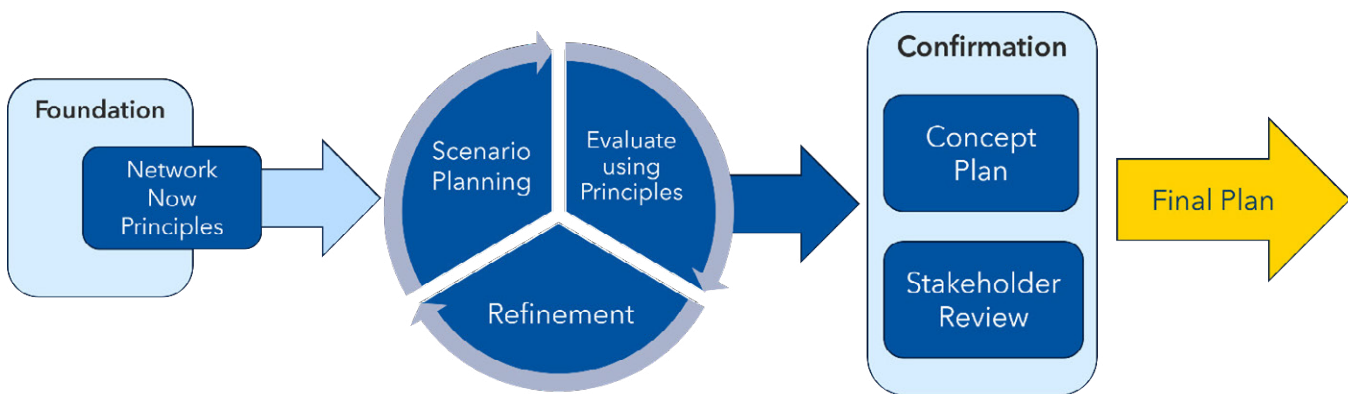 Foundation
Network
Now
Principles
Scenario
Planning
Evaluate
using
Principles
Refinement
Confirmation
Concept
Plan
Stakeholder
Review
Final Plan